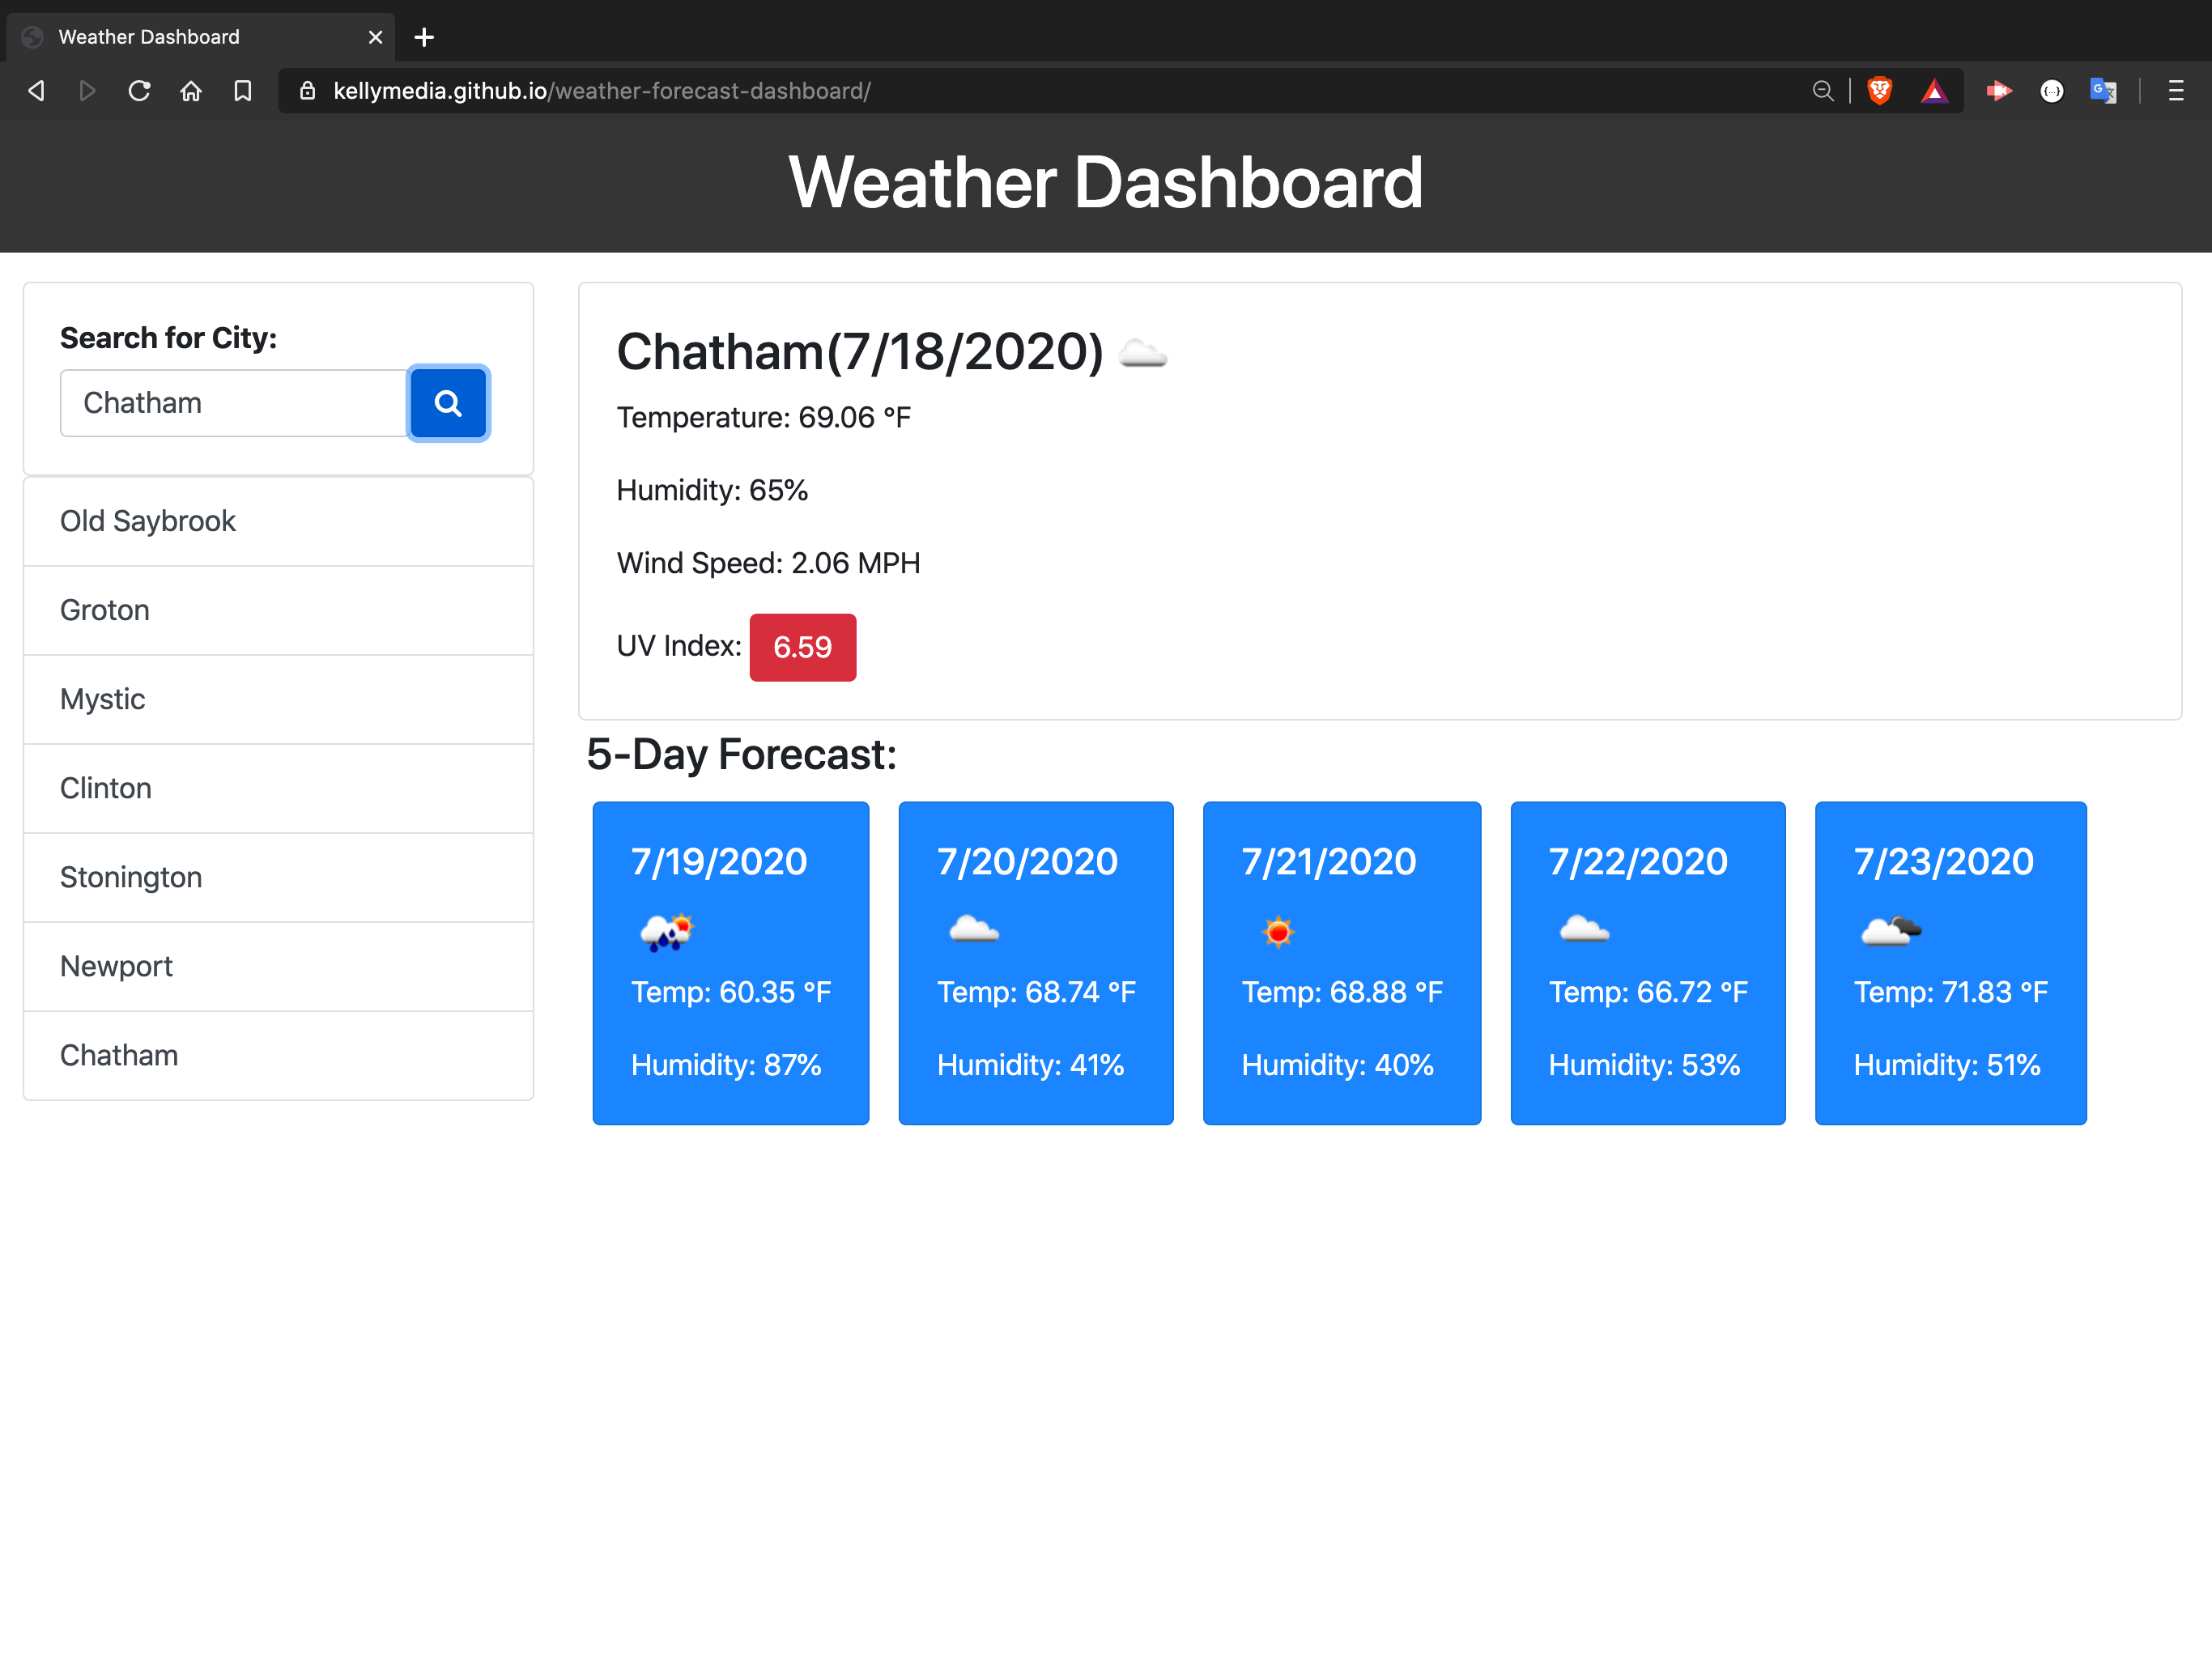 Weather Dashboard
kellymedia.github.io/weather-forecast-dashboard/
Weather Dashboard
Search for City:
Chatham
Old Saybrook
Groton
Mystic
Clinton
Stonington
Newport
Chatham
Chatham(7/18/2020)
Temperature: 69.06 °F
Humidity: 65%
Wind Speed: 2.06 MPH
UV Index: 6.59
5-Day Forecast:
7/19/2020
Temp: 60.35 °F
Humidity: 87%
7/20/2020
Temp: 68.74 °F
Humidity: 41%
7/21/2020
Temp: 68.88 °F
Humidity: 40%
7/22/2020
Temp: 66.72 °F
Humidity: 53%
7/23/2020
Temp: 71.83 °F
Humidity: 51%